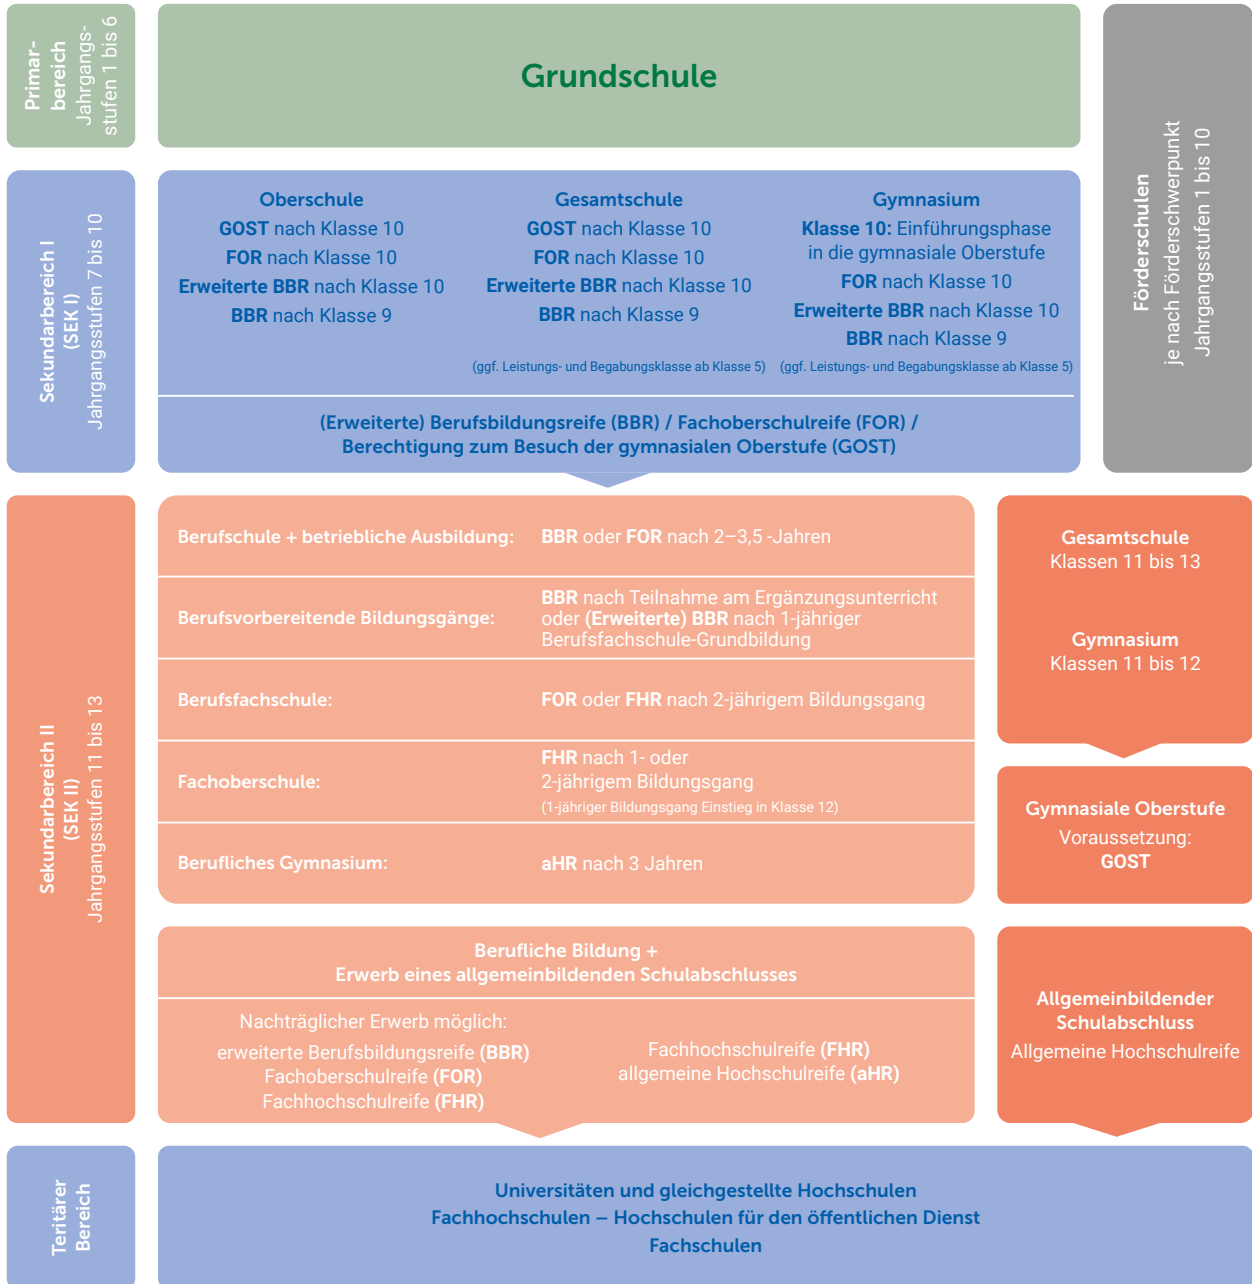 Primar-
bereich
Jahrgangs-
stufen 1 bis 6
Grundschule
Förderschulen
je nach Förderschwerpunkt
Jahrgangsstufen 1 bis 10
Sekundarbereich I
(SEK I)
Jahrgangsstufen 7 bis 10
Oberschule
GOST nach Klasse 10
FOR nach Klasse 10
Erweiterte BBR nach Klasse 10
BBR nach Klasse 9
Gesamtschule
GOST nach Klasse 10
FOR nach Klasse 10
Erweiterte BBR nach Klasse 10
BBR nach Klasse 9
(ggf. Leistungs- und Begabungsklasse ab Klasse 5)
Gymnasium
Klasse 10: Einführungsphase
in die gymnasiale Oberstufe
FOR nach Klasse 10
Erweiterte BBR nach Klasse 10
BBR nach Klasse 9
(ggf. Leistungs- und Begabungsklasse ab Klasse 5)
(Erweiterte) Berufsbildungsreife (BBR) / Fachoberschulreife (FOR) /
Berechtigung zum Besuch der gymnasialen Oberstufe (GOST)
Sekundarbereich II
(SEK II)
Jahrgangsstufen 11 bis 13
Berufschule + betriebliche Ausbildung:
BBR oder FOR nach 2–3,5 -Jahren
Berufsvorbereitende Bildungsgänge:
BBR nach Teilnahme am Ergänzungsunterricht
oder (Erweiterte) BBR nach 1-jähriger
Berufsfachschule-Grundbildung
Berufsfachschule:
FOR oder FHR nach 2-jährigem Bildungsgang
Fachoberschule:
FHR nach 1- oder
2-jährigem Bildungsgang
(1-jähriger Bildungsgang Einstieg in Klasse 12)
Berufliches Gymnasium:
aHR nach 3 Jahren
Gesamtschule
Klassen 11 bis 13
Gymnasium
Klassen 11 bis 12
Gymnasiale Oberstufe
Voraussetzung:
GOST
Berufliche Bildung +
Erwerb eines allgemeinbildenden Schulabschlusses
Nachträglicher Erwerb möglich:
erweiterte Berufsbildungsreife (BBR)
Fachoberschulreife (FOR)
Fachhochschulreife (FHR)
Fachhochschulreife (FHR)
allgemeine Hochschulreife (aHR)
Allgemeinbildender
Schulabschluss
Allgemeine Hochschulreife
Teritärer
Bereich
Universitäten und gleichgestellte Hochschulen
Fachhochschulen – Hochschulen für den öffentlichen Dienst
Fachschulen